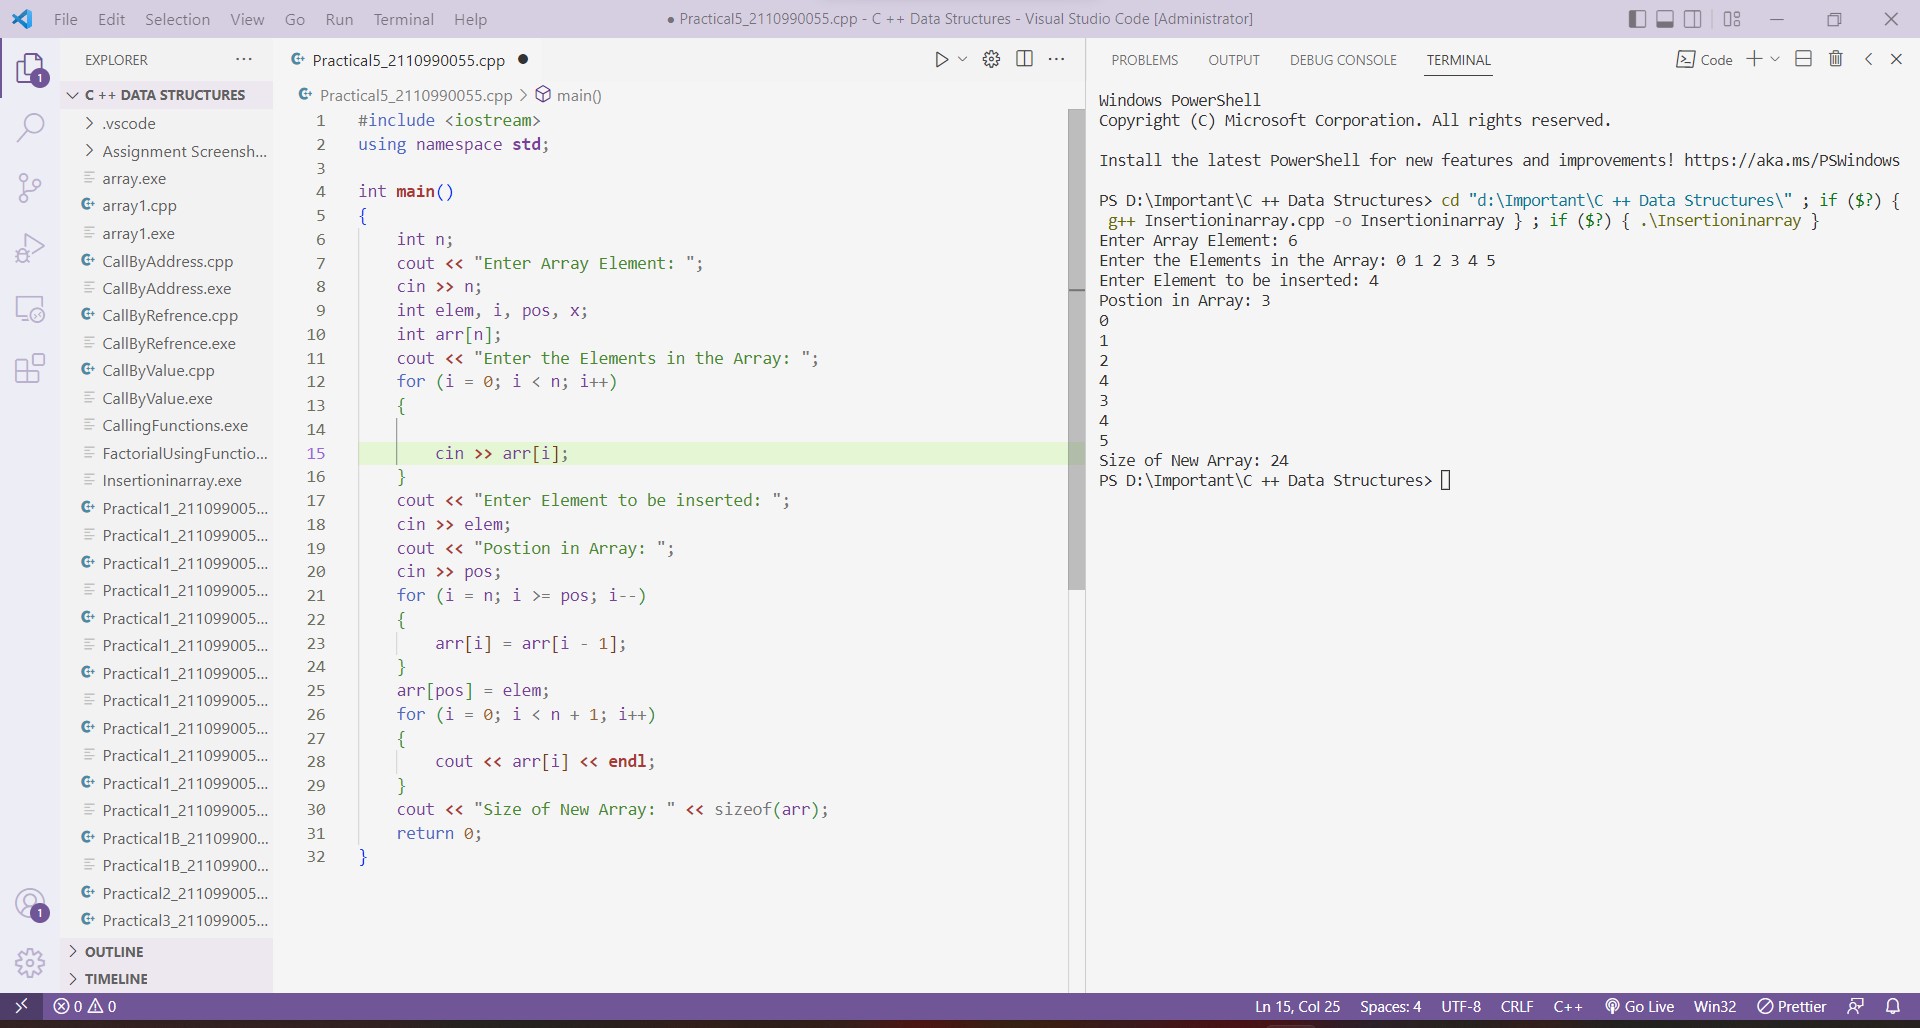 File Edit Selection View Go Run Terminal Help
● Practical5_2110990055.cpp - C ++ Data Structures - Visual Studio Code [Administrator]
EXPLORER
C ++ DATA STRUCTURES
.vscode
Assignment Screensh...
array.exe
array1.cpp
array1.exe
CallByAddress.cpp
CallByAddress.exe
CallByRefrence.cpp
CallByRefrence.exe
CallByValue.cpp
CallByValue.exe
CallingFunctions.exe
FactorialUsingFunctio...
Insertioninarray.exe
Practical1_211099005...
Practical1_211099005...
Practical1_211099005...
Practical1_211099005...
Practical1_211099005...
Practical1_211099005...
Practical1_211099005...
Practical1_211099005...
Practical1_211099005...
Practical1_211099005...
Practical1_211099005...
Practical1_211099005...
Practical1B_21109900...
Practical1B_21109900...
Practical2_211099005...
Practical3_211099005...
OUTLINE
TIMELINE
1
1
Practical5_2110990055.cpp ●
Practical5_2110990055.cpp > main()
1 #include <iostream>
2 using namespace std;
3
4 int main()
5 {
6 int n;
7 cout << "Enter Array Element: ";
8 cin >> n;
9 int elem, i, pos, x;
10 int arr[n];
11 cout << "Enter the Elements in the Array: ";
12 for (i = 0; i < n; i++)
13 {
14
15 cin >> arr[i];
16 }
17 cout << "Enter Element to be inserted: ";
18 cin >> elem;
19 cout << "Postion in Array: ";
20 cin >> pos;
21 for (i = n; i >= pos; i--)
22 {
23 arr[i] = arr[i - 1];
24 }
25 arr[pos] = elem;
26 for (i = 0; i < n + 1; i++)
27 {
28 cout << arr[i] << endl;
29 }
30 cout << "Size of New Array: " << sizeof(arr);
31 return 0;
32 }
PROBLEMS OUTPUT DEBUG CONSOLE TERMINAL Code
Windows PowerShell
Copyright (C) Microsoft Corporation. All rights reserved.
Install the latest PowerShell for new features and improvements! https://aka.ms/PSWindows
PS D:\Important\C ++ Data Structures> cd "d:\Important\C ++ Data Structures\" ; if ($?) {
g++ Insertioninarray.cpp -o Insertioninarray } ; if ($?) { .\Insertioninarray }
Enter Array Element: 6
Enter the Elements in the Array: 0 1 2 3 4 5
Enter Element to be inserted: 4
Postion in Array: 3
0
1
2
4
3
4
5
Size of New Array: 24
PS D:\Important\C ++ Data Structures>
0 0 Ln 15, Col 25 Spaces: 4 UTF-8 CRLF C++ Go Live Win32 Prettier